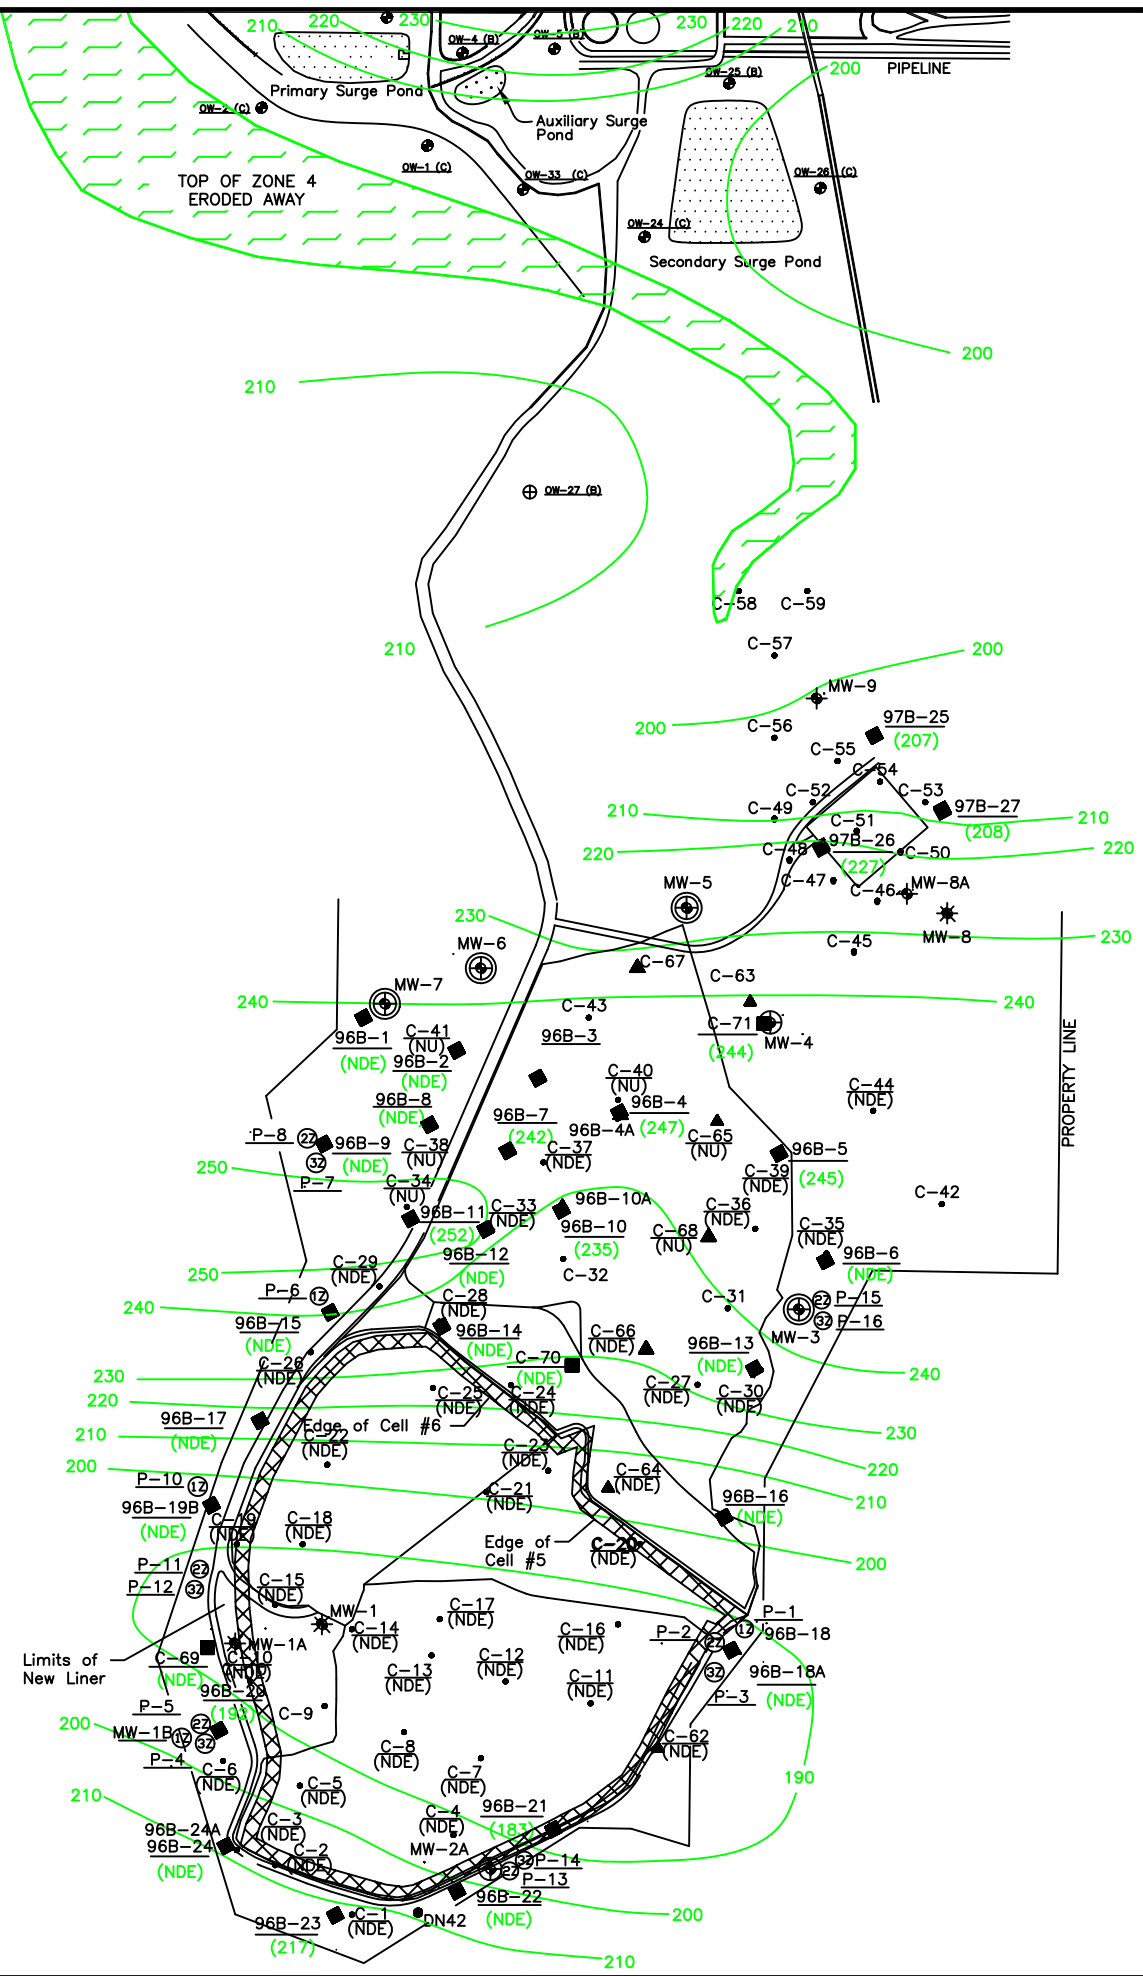 210
220
230
230
220
210
OW-4 (B)
OW-5 (B)
200
PIPELINE
OW-25 (B)
Primary Surge Pond
OW-2 (C)
Auxiliary Surge
Pond
OW-1 (C)
OW-33 (C)
OW-26 (C)
TOP OF ZONE 4
ERODED AWAY
OW-24 (C)
Secondary Surge Pond
200
210
OW-27 (B)
C-58
C-59
C-57
210
200
MW-9
97B-25
(207)
200
C-56
C-55
C-54
C-52
C-53
97B-27
(208)
210
C-49
210
C-51
220
C-48
97B-26
(227)
C-50
220
C-47
C-46
MW-8A
MW-5
230
MW-8
230
C-45
MW-6
C-67
C-63
MW-7
240
240
C-43
96B-3
C-71
(244)
MW-4
96B-1
(NDE)
C-41
(NU)
96B-2
(NDE)
PROPERTY LINE
C-40
(NU)
C-44
(NDE)
96B-8
(NDE)
96B-7
(242)
96B-4
(247)
96B-4A
P-8
2Z
96B-9
(NDE)
C-38
(NU)
C-37
(NDE)
C-65
(NU)
96B-5
(245)
3Z
P-7
250
C-39
(NDE)
C-34
(NU)
C-42
96B-11
(252)
C-33
(NDE)
96B-10A
96B-10
(235)
C-36
(NDE)
C-68
(NU)
C-35
(NDE)
96B-12
(NDE)
96B-6
(NDE)
250
C-29
(NDE)
C-32
P-6
1Z
240
C-28
(NDE)
C-31
2Z
P-15
3Z
P-16
MW-3
96B-15
(NDE)
96B-14
(NDE)
C-66
(NDE)
96B-13
(NDE)
C-26
(NDE)
C-70
(NDE)
230
240
C-25
(NDE)
C-24
(NDE)
C-27
(NDE)
C-30
(NDE)
220
96B-17
(NDE)
Edge of Cell #6
210
C-22
(NDE)
230
C-23
(NDE)
200
220
P-10
1Z
C-21
(NDE)
C-64
(NDE)
96B-19B
(NDE)
96B-16
(NDE)
210
C-19
(NDE)
C-18
(NDE)
Edge of
Cell #5
C-20
(NDE)
P-11
2Z
200
P-12
3Z
C-15
(NDE)
MW-1
C-17
(NDE)
P-1
1Z
C-14
(NDE)
C-16
(NDE)
P-2
2Z
96B-18
MW-1A
Limits of
New Liner
C-69
(NDE)
C-10
C-13
(NDE)
C-12
(NDE)
3Z
96B-18A
(NDE)
C-11
(NDE)
96B-20
(192)
P-3
P-5
2Z
C-9
200
MW-1B
1Z
3Z
C-62
(NDE)
P-4
C-8
(NDE)
C-6
(NDE)
C-7
(NDE)
190
C-5
(NDE)
210
C-4
(NDE)
96B-21
(183)
96B-24A
96B-24
(NDE)
C-3
(NDE)
MW-2A
C-2
(NDE)
3Z
P-14
2Z
P-13
96B-22
(NDE)
96B-23
(217)
C-1
(NDE)
DN42
200
210